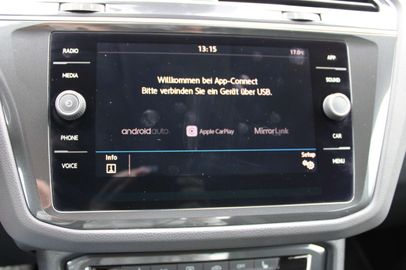 RADIO
13:15
17.0°C
APP
MEDIA
SOUND
Willkommen bei App-Connect
Bitte verbinden Sie ein Gerät über USB.
PHONE
androidauto
Apple CarPlay
MirrorLink
CAR
VOICE
Info
Setup
MENU